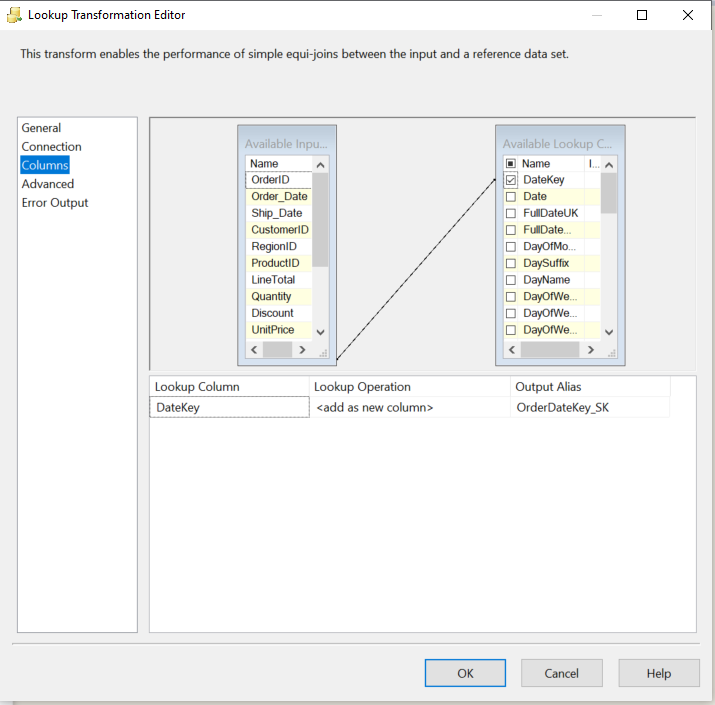 Lookup Transformation Editor
This transform enables the performance of simple equi-joins between the input and a reference data set.
General
Connection
Columns
Advanced
Error Output
Available Inpu...
Name
OrderID
Order_Date
Ship_Date
CustomerID
RegionID
ProductID
LineTotal
Quantity
Discount
UnitPrice
Available Lookup C...
Name I...
DateKey
Date
FullDateUK
FullDate...
DayOfMo...
DaySuffix
DayName
DayOfWe...
DayOfWe...
DayOfWe...
Lookup Column Lookup Operation Output Alias
DateKey <add as new column> OrderDateKey_SK
OK Cancel Help